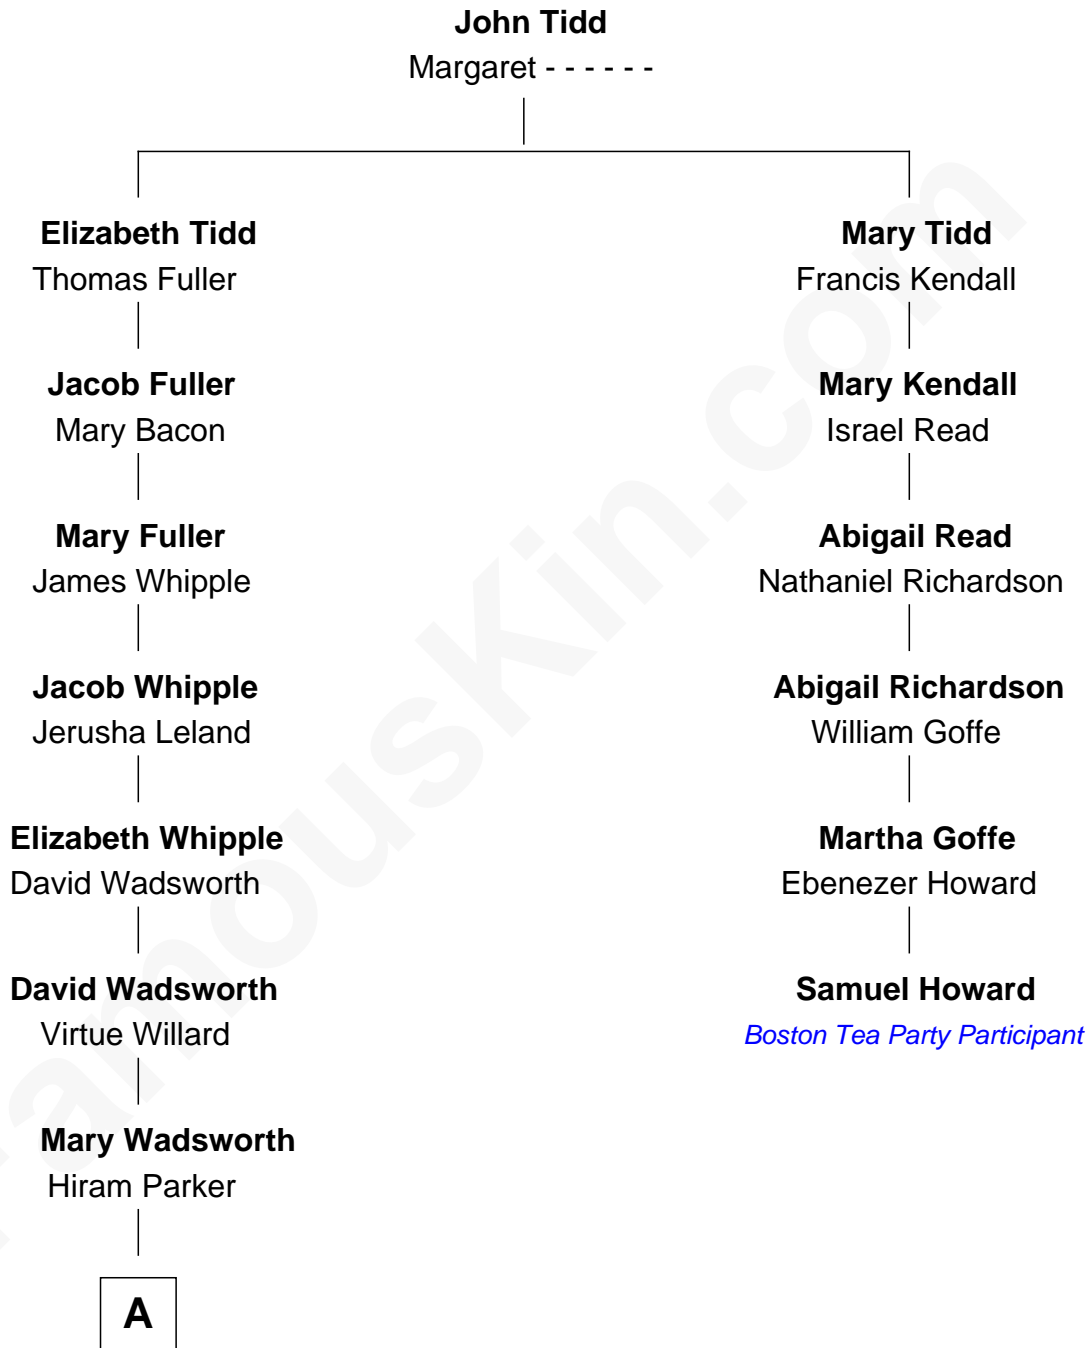 John Tidd
Margaret - - - - - -
Elizabeth Tidd
Thomas Fuller
Mary Tidd
Francis Kendall
Jacob Fuller
Mary Bacon
Mary Kendall
Israel Read
Mary Fuller
James Whipple
Abigail Read
Nathaniel Richardson
Jacob Whipple
Jerusha Leland
Abigail Richardson
William Goffe
Elizabeth Whipple
David Wadsworth
Martha Goffe
Ebenezer Howard
David Wadsworth
Virtue Willard
Samuel Howard
Boston Tea Party Participant
Mary Wadsworth
Hiram Parker
A
FamousKin.com